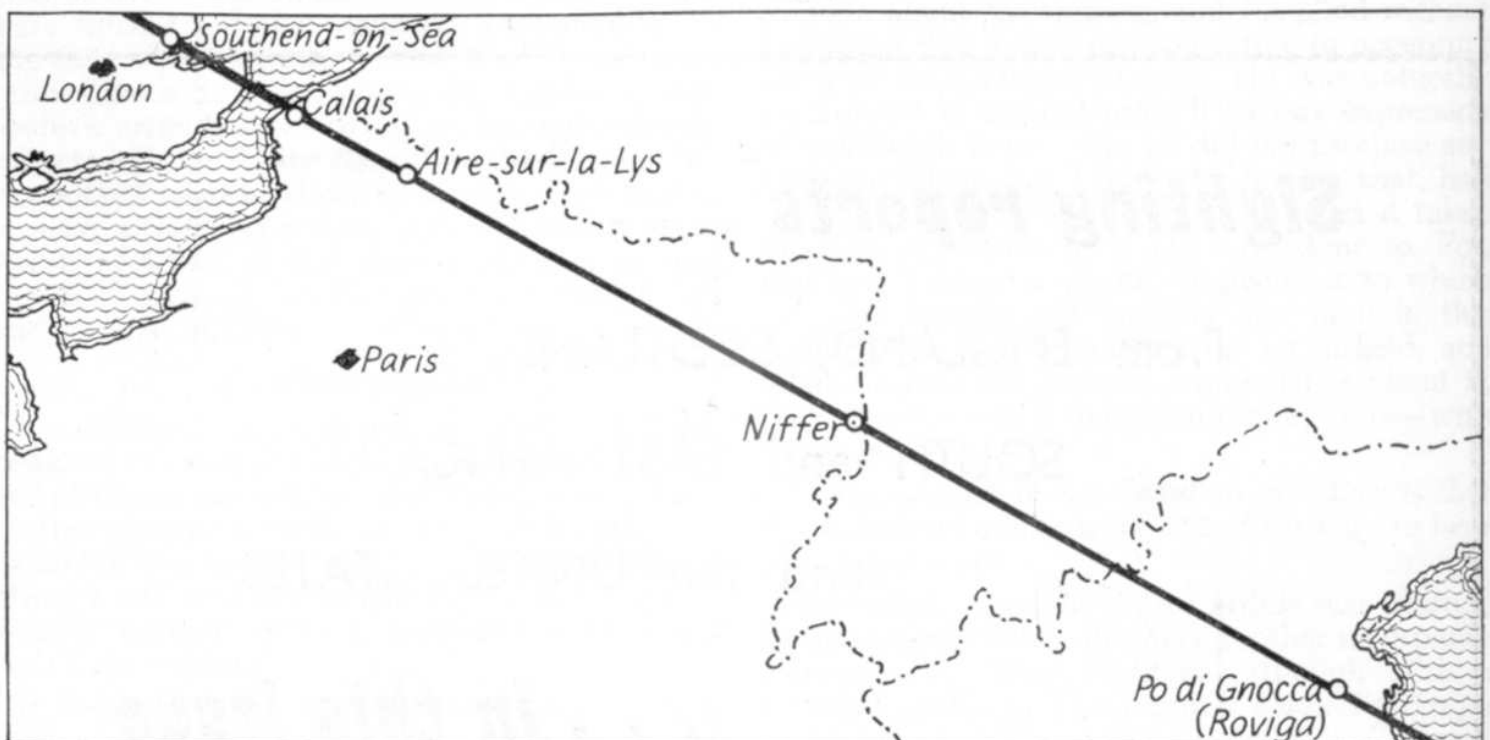 Southend-on-Sea
London
Calais
Aire-sur-la-Lys
Paris
Niffer
Po di Gnocca
(Roviga)